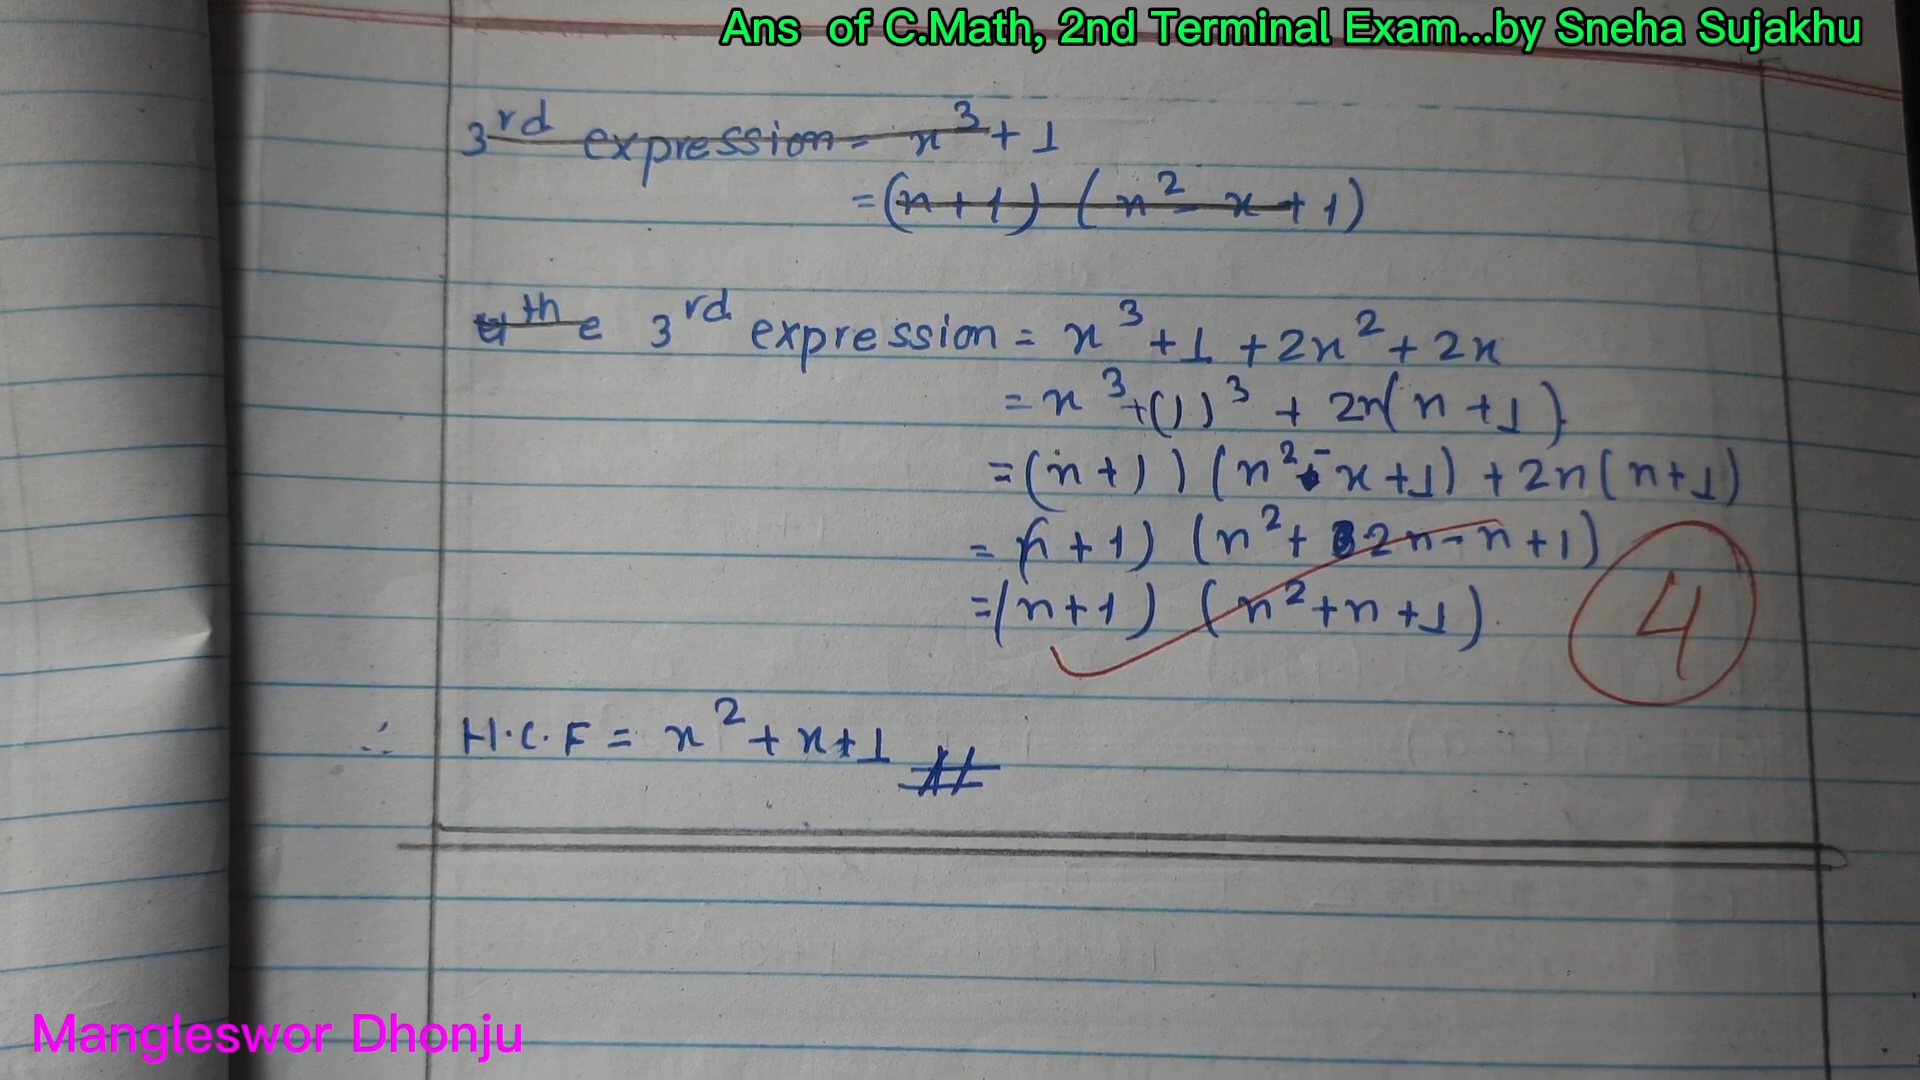 Ans of C.Math, 2nd Terminal Exam...by Sneha Sujakhu
3rd expression = x³ + 1
= (x + 1) (x² - x + 1)
4th e 3rd expression = x³ + 1 + 2x² + 2x
= x³ + (1)³ + 2x(x + 1)
= (x + 1) (x² - x + 1) + 2x(x + 1)
= (x + 1) (x² + 2x - x + 1)
= (x + 1) (x² + x + 1)
4
∴ H.C.F = x² + x + 1
Mangleswor Dhonju